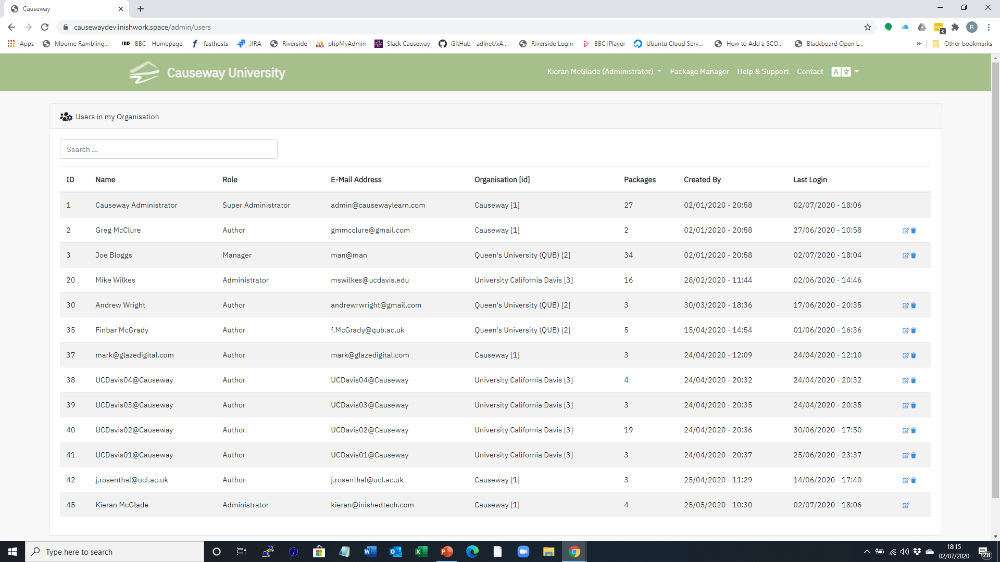 Causeway
causewaydev.inishwork.space/admin/users
R
3
Apps Mourne Rambling... BBC BBC - Homepage fasthosts JIRA Riverside phpMyAdmin Slack Causeway GitHub - adlnet/xA... Riverside Login BBC iPlayer Ubuntu Cloud Serv... How to Add a SCO... Blackboard Open L... » Other bookmarks
Causeway University Kieran McGlade (Administrator) Package Manager Help & Support Contact A 文
Users in my Organisation
Search ...
ID Name Role E-Mail Address Organisation [id] Packages Created By Last Login
1 Causeway Administrator Super Administrator admin@causewaylearn.com Causeway [1] 27 02/01/2020 - 20:58 02/07/2020 - 18:06
2 Greg McClure Author gmmcclure@gmail.com Causeway [1] 2 02/01/2020 - 20:58 27/06/2020 - 10:58
3 Joe Bloggs Manager man@man Queen's University (QUB) [2] 34 02/01/2020 - 20:58 02/07/2020 - 18:04
20 Mike Wilkes Administrator mswilkes@ucdavis.edu University California Davis [3] 16 28/02/2020 - 11:44 02/06/2020 - 14:46
30 Andrew Wright Author andrewrwright@gmail.com Queen's University (QUB) [2] 3 30/03/2020 - 18:36 17/06/2020 - 20:35
35 Finbar McGrady Author f.McGrady@qub.ac.uk Queen's University (QUB) [2] 5 15/04/2020 - 14:54 01/06/2020 - 16:36
37 mark@glazedigital.com Author mark@glazedigital.com Causeway [1] 3 24/04/2020 - 12:09 24/04/2020 - 12:10
38 UCDavis04@Causeway Author UCDavis04@Causeway University California Davis [3] 4 24/04/2020 - 20:32 24/04/2020 - 20:32
39 UCDavis03@Causeway Author UCDavis03@Causeway University California Davis [3] 3 24/04/2020 - 20:35 24/04/2020 - 20:35
40 UCDavis02@Causeway Author UCDavis02@Causeway University California Davis [3] 19 24/04/2020 - 20:36 30/06/2020 - 17:50
41 UCDavis01@Causeway Author UCDavis01@Causeway University California Davis [3] 3 24/04/2020 - 20:37 25/06/2020 - 23:37
42 j.rosenthal@ucl.ac.uk Author j.rosenthal@ucl.ac.uk Causeway [1] 3 25/04/2020 - 11:29 14/06/2020 - 17:40
45 Kieran McGlade Administrator kieran@inishedtech.com Causeway [1] 4 25/05/2020 - 10:30 02/07/2020 - 18:06
Type here to search
18:15
02/07/2020
28